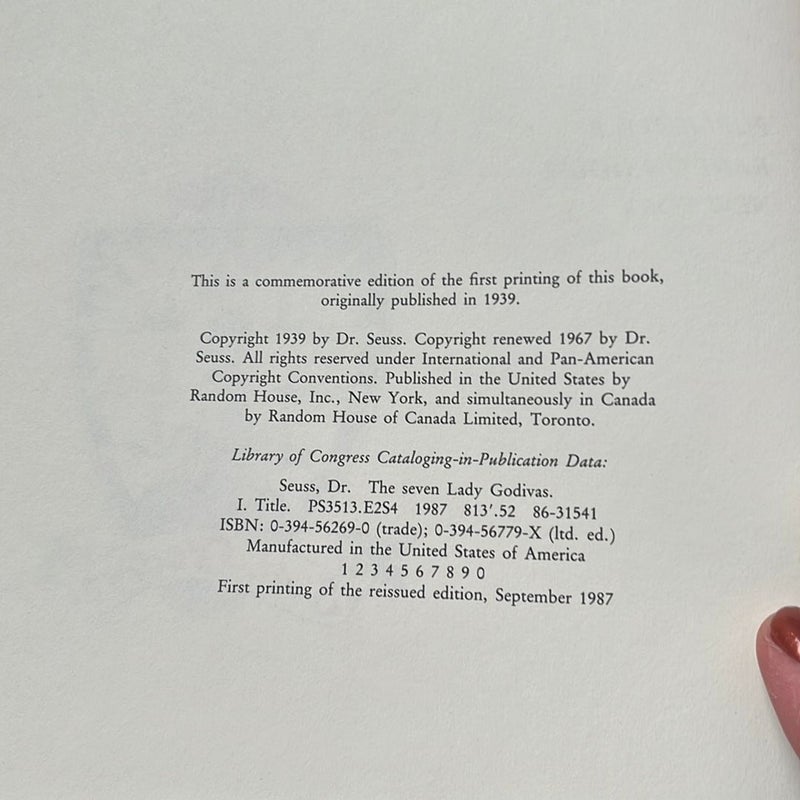 This is a commemorative edition of the first printing of this book,
originally published in 1939.
Copyright 1939 by Dr. Seuss. Copyright renewed 1967 by Dr.
Seuss. All rights reserved under International and Pan-American
Copyright Conventions. Published in the United States by
Random House, Inc., New York, and simultaneously in Canada
by Random House of Canada Limited, Toronto.
Library of Congress Cataloging-in-Publication Data:
Seuss, Dr. The seven Lady Godivas.
I. Title. PS3513.E2S4 1987 813'.52 86-31541
ISBN: 0-394-56269-0 (trade); 0-394-56779-X (ltd. ed.)
Manufactured in the United States of America
1 2 3 4 5 6 7 8 9 0
First printing of the reissued edition, September 1987